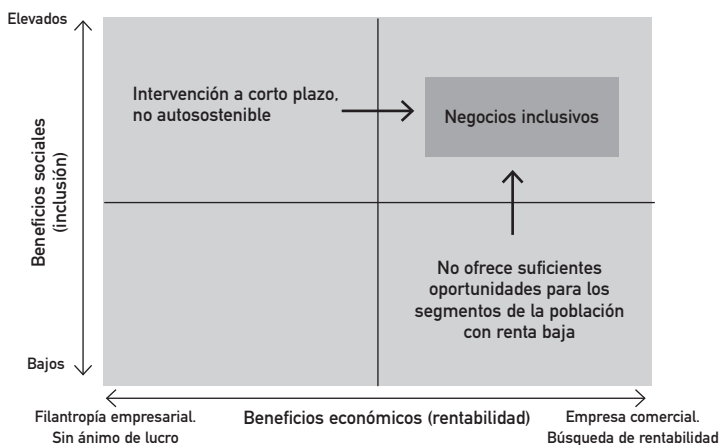 Elevados
Intervención a corto plazo,
no autosostenible
Negocios inclusivos
Beneficios sociales
(inclusión)
No ofrece suficientes
oportunidades para los
segmentos de la población
con renta baja
Bajos
Filantropía empresarial.
Sin ánimo de lucro
Beneficios económicos (rentabilidad)
Empresa comercial.
Búsqueda de rentabilidad